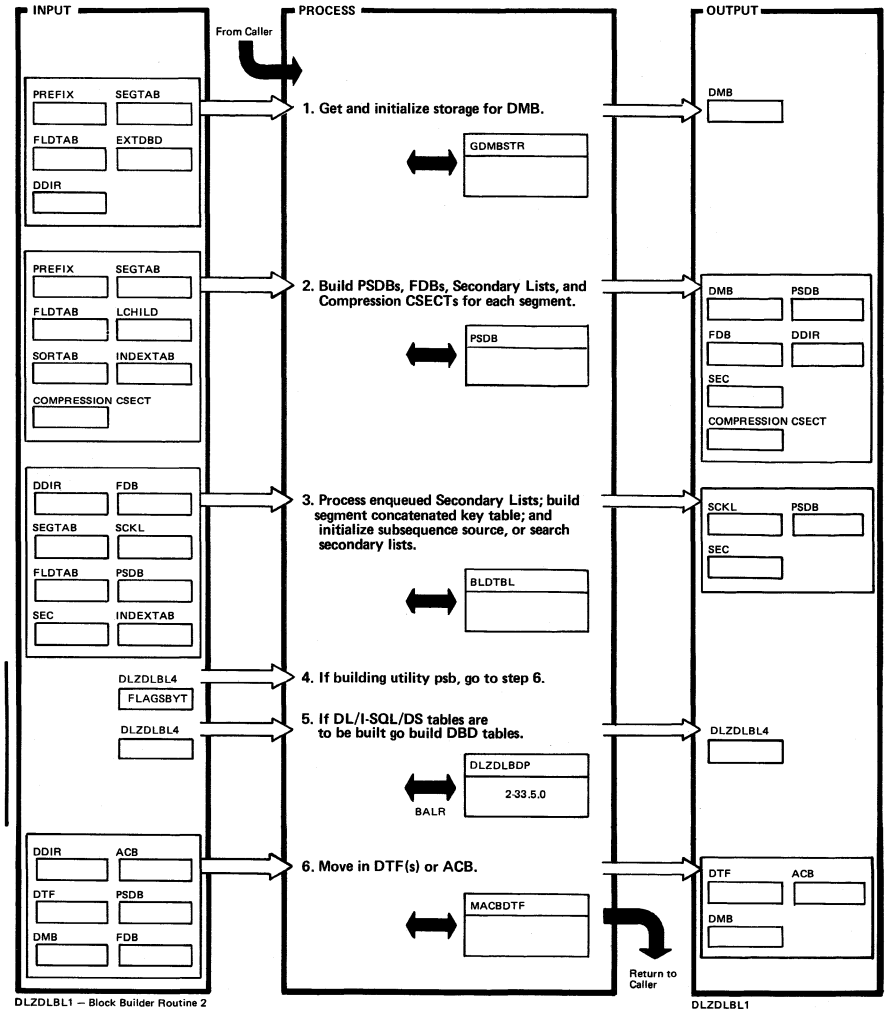 INPUT
PROCESS
OUTPUT
From Caller
PREFIX
SEGTAB
FLDTAB
EXTDBD
DDIR
1. Get and initialize storage for DMB.
GDMBSTR
DMB
PREFIX
SEGTAB
FLDTAB
LCHILD
SORTAB
INDEXTAB
COMPRESSION CSECT
2. Build PSDBs, FDBs, Secondary Lists, and
Compression CSECTs for each segment.
PSDB
DMB
PSDB
FDB
DDIR
SEC
COMPRESSION CSECT
DDIR
FDB
SEGTAB
SCKL
FLDTAB
PSDB
SEC
INDEXTAB
3. Process enqueued Secondary Lists; build
segment concatenated key table; and
initialize subsequence source, or search
secondary lists.
BLDTBL
SCKL
PSDB
SEC
DLZDLBL4
FLAGSBYT
4. If building utility psb, go to step 6.
DLZDLBL4
5. If DL/I-SQL/DS tables are
to be built go build DBD tables.
DLZDLBDP
2-33.5.0
BALR
DLZDLBL4
DDIR
ACB
DTF
PSDB
DMB
FDB
6. Move in DTF(s) or ACB.
MACBDTF
Return to
Caller
DTF
ACB
DMB
DLZDLBL1 – Block Builder Routine 2
DLZDLBL1